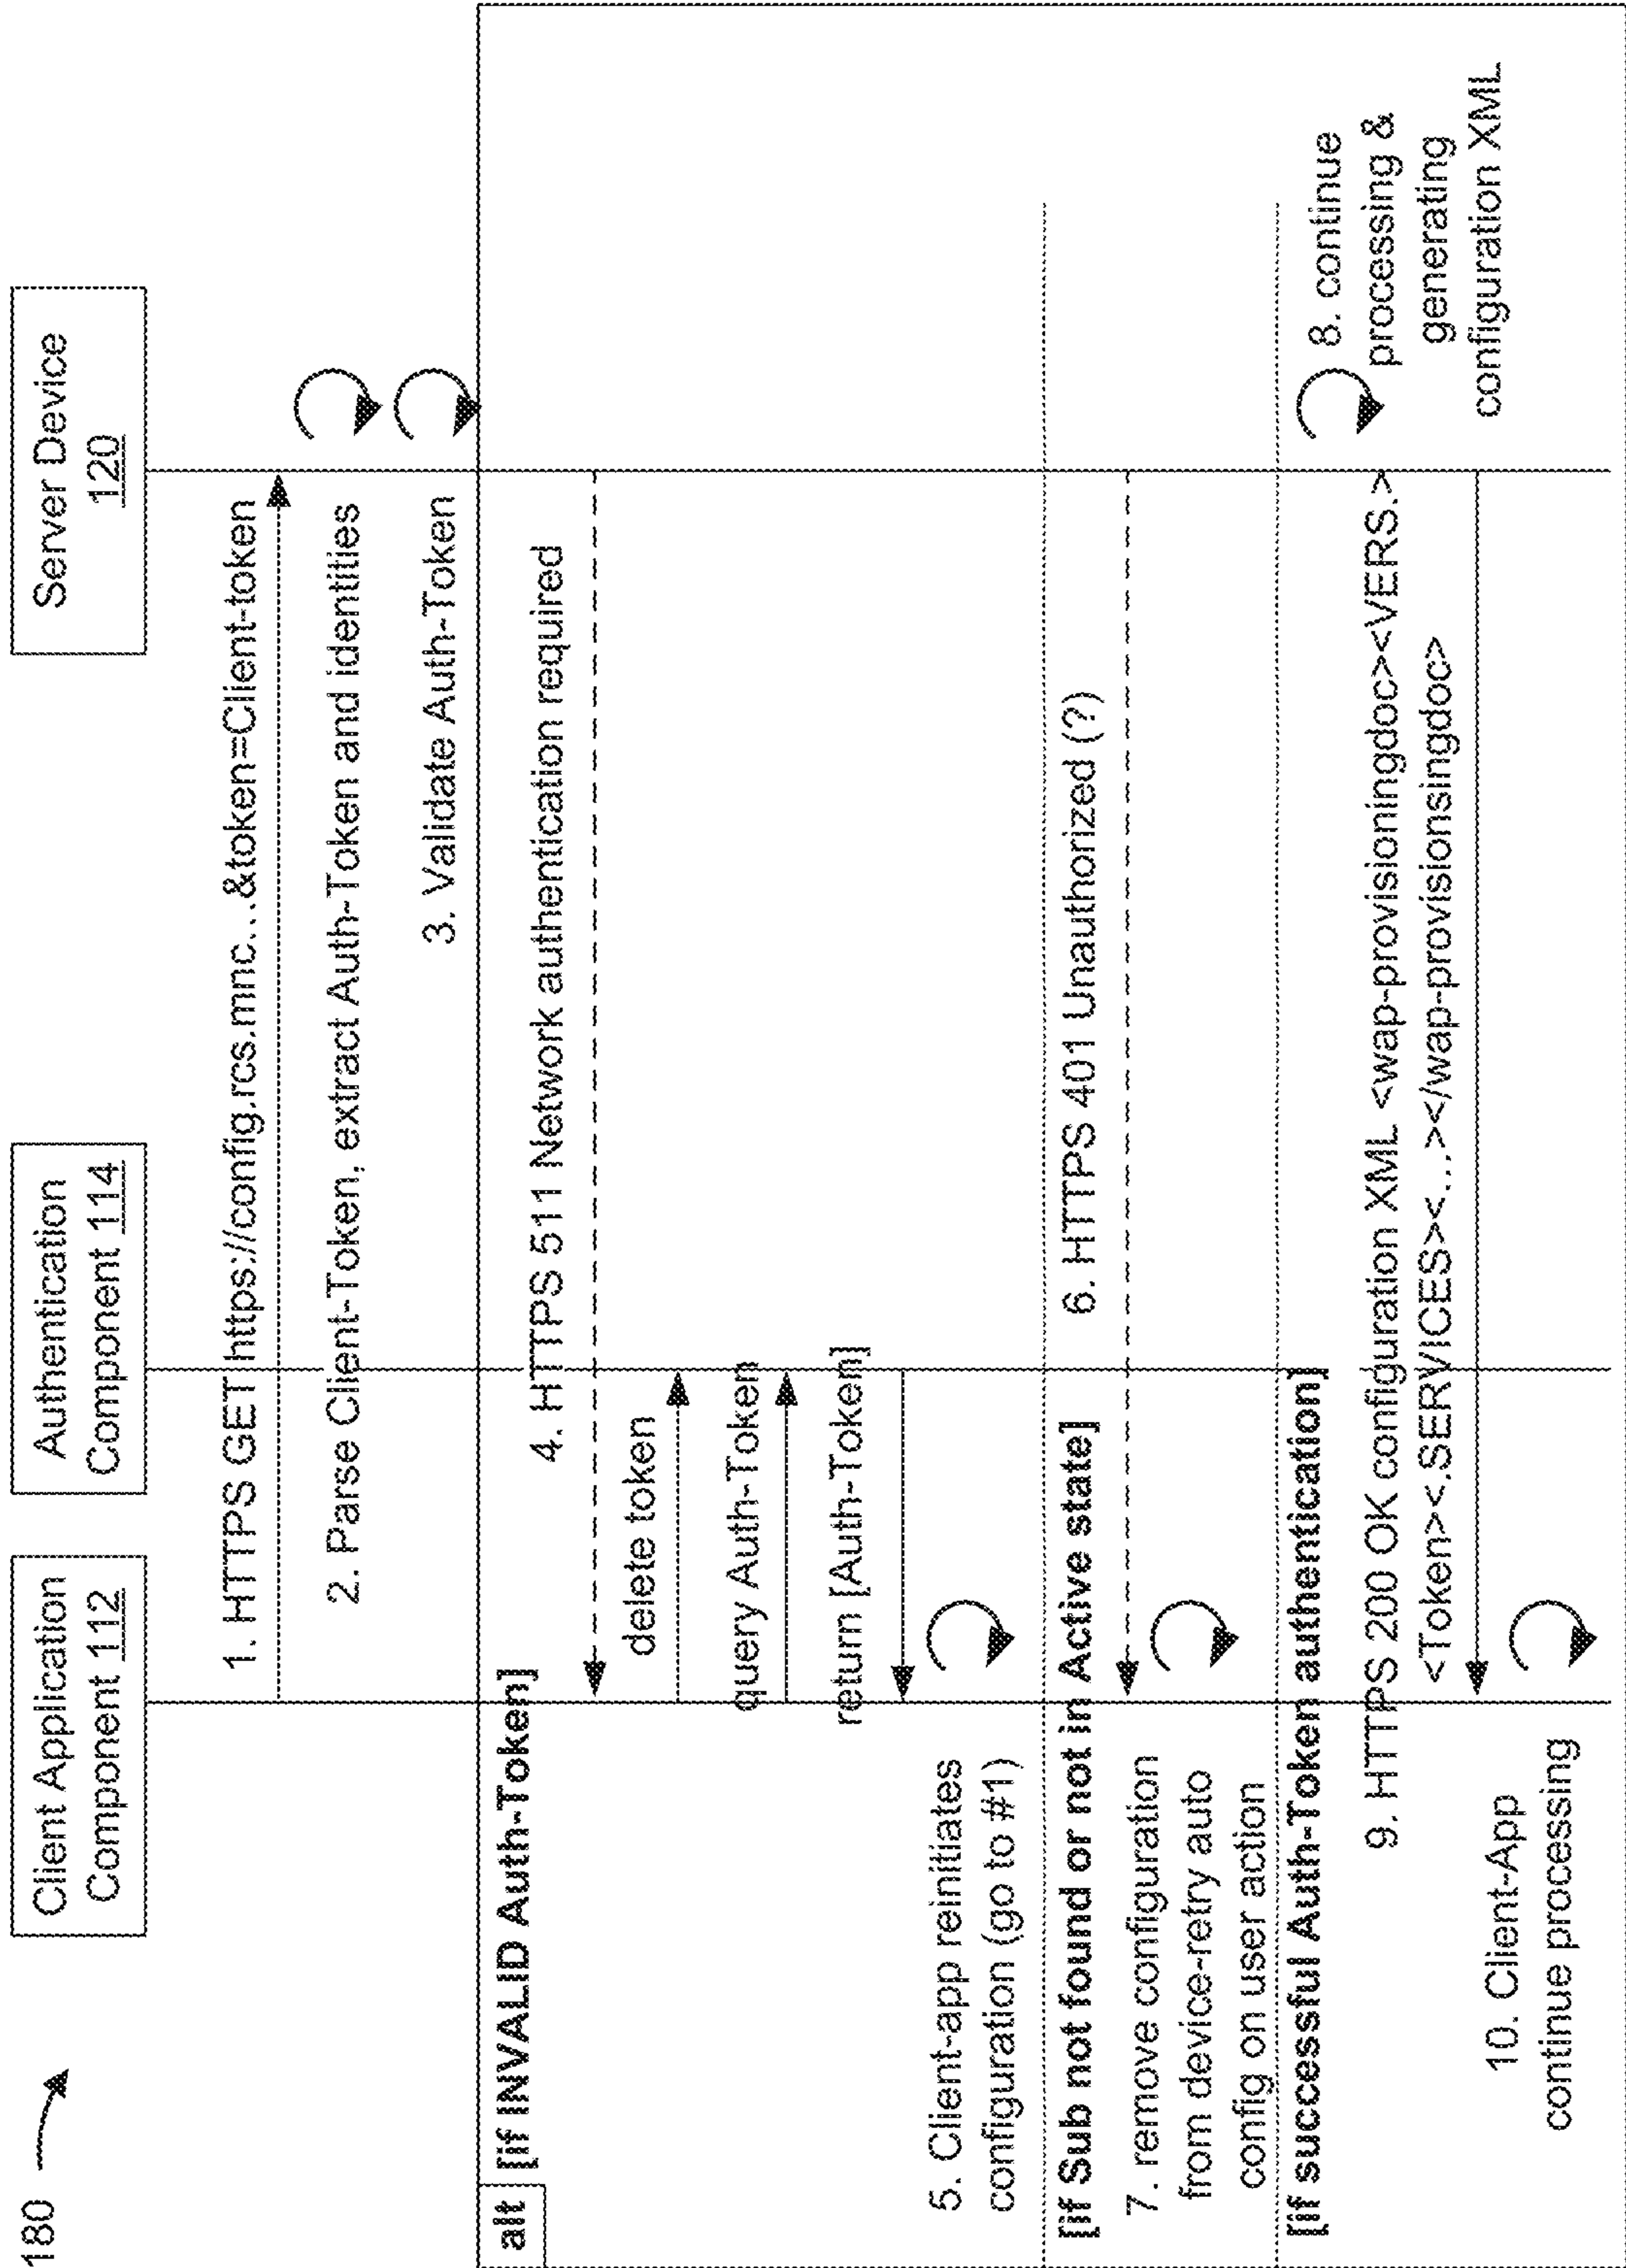 180
Client Application
Component 112
Authentication
Component 114
Server Device
120
1. HTTPS GET https://config.rcs.mnc...&token=Client-token
2. Parse Client-Token, extract Auth-Token and identities
3. Validate Auth-Token
alt
[if INVALID Auth-Token]
4. HTTPS 511 Network authentication required
delete token
query Auth-Token
return [Auth-Token]
5. Client-app reinitiates
configuration (go to #1)
[if Sub not found or not in Active state]
6. HTTPS 401 Unauthorized (?)
7. remove configuration
from device-retry auto
config on user action
[if successful Auth-Token authentication]
8. continue
processing &
generating
configuration XML
9. HTTPS 200 OK configuration XML <wap-provisioningdoc><VERS.>
<Token><.SERVICES><...></wap-provisionsingdoc>
10. Client-App
continue processing